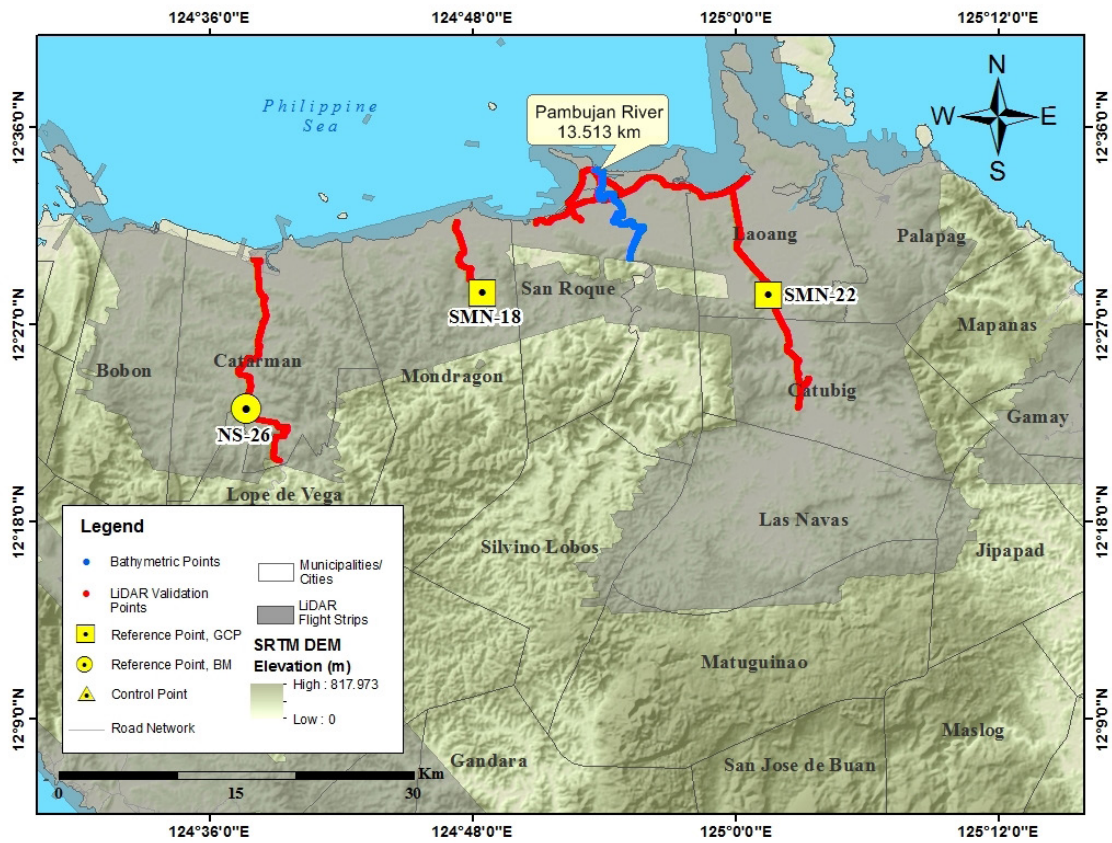 124°36'0"E
124°48'0"E
125°0'0"E
125°12'0"E
12°36'0"N
12°36'0"N
Philippine
Sea
Pambujan River
13.513 km
N
W
E
S
Laoang
Palapag
San Roque
SMN-18
SMN-22
12°27'0"N
12°27'0"N
Mapanas
Bobon
Catarman
Mondragon
Catubig
Gamay
NS-26
Lope de Vega
12°18'0"N
12°18'0"N
Las Navas
Silvino Lobos
Jipapad
Legend
Bathymetric Points
LiDAR Validation
Points
Reference Point, GCP
Reference Point, BM
Control Point
Road Network
Municipalities/
Cities
LiDAR
Flight Strips
SRTM DEM
Elevation (m)
High : 817.973
Low : 0
Matuguinao
12°9'0"N
12°9'0"N
Maslog
Gandara
San Jose de Buan
Km
0
15
30
124°36'0"E
124°48'0"E
125°0'0"E
125°12'0"E